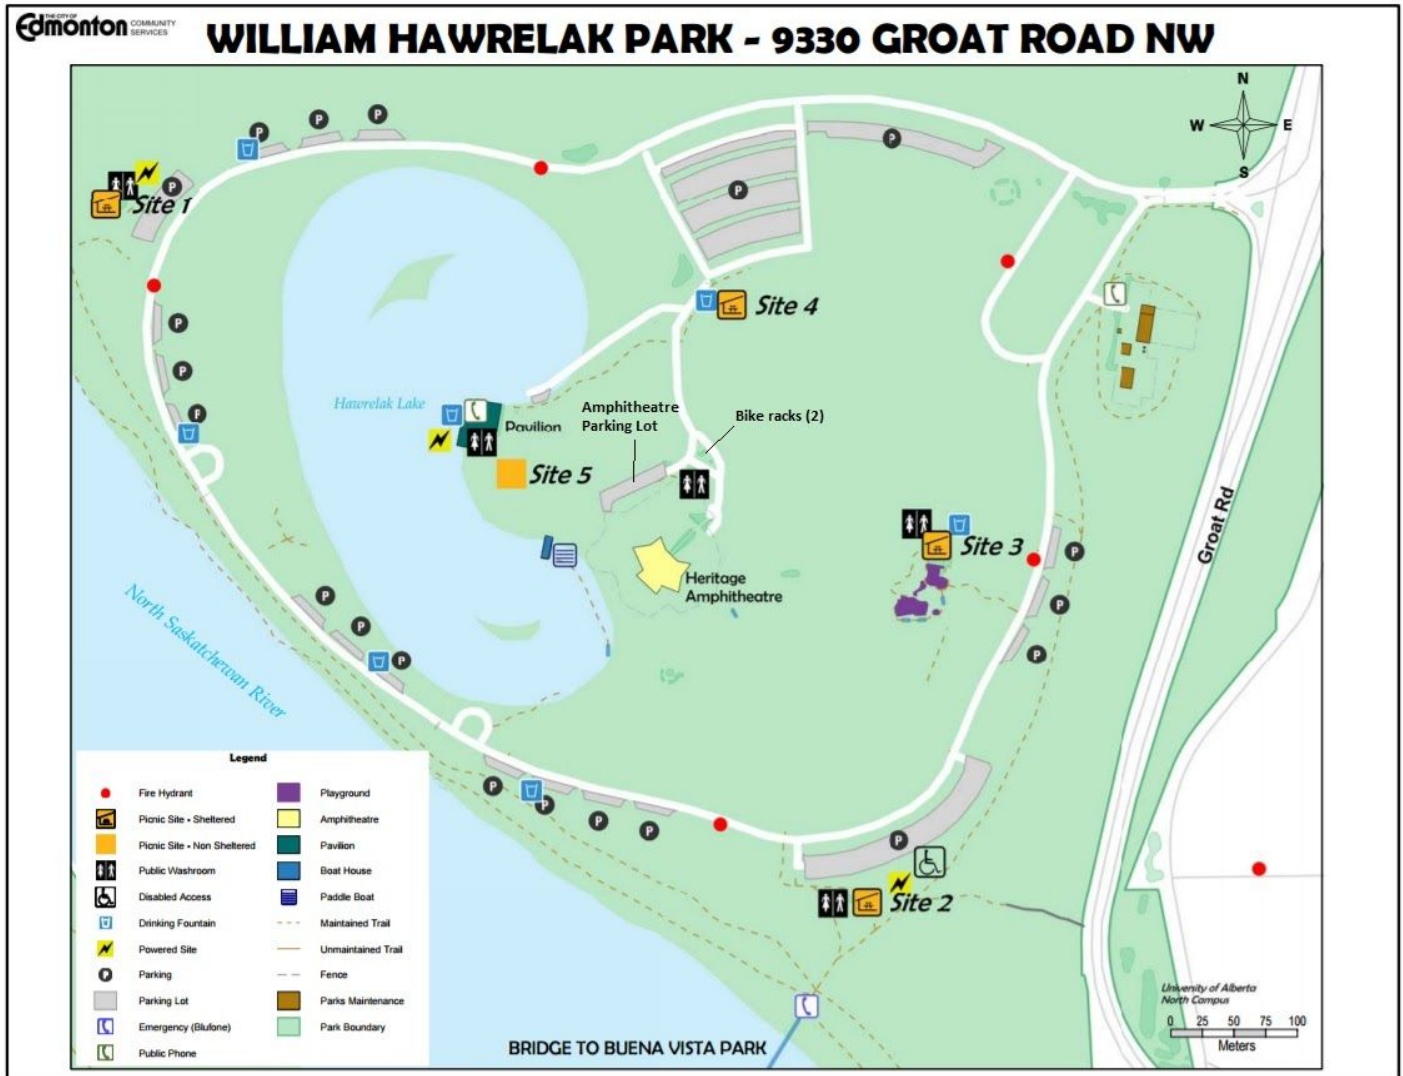 THE CITY OF
Edmonton COMMUNITY
SERVICES
WILLIAM HAWRELAK PARK - 9330 GROAT ROAD NW
N
W E
S
P
P
P
P
P
P
Site 1
Site 4
P
P
P
Hawrelak Lake
Pavilion
Amphitheatre
Parking Lot
Bike racks (2)
Site 5
Groat Rd
Site 3
Heritage
Amphitheatre
P
P
P
P
P
P
North Saskatchewan River
P
P
P
P
P
Site 2
Legend
Fire Hydrant
Picnic Site - Sheltered
Picnic Site - Non Sheltered
Public Washroom
Disabled Access
Drinking Fountain
Powered Site
P Parking
Parking Lot
Emergency (Blufone)
Public Phone
Playground
Amphitheatre
Pavilion
Boat House
Paddle Boat
Maintained Trail
Unmaintained Trail
Fence
Parks Maintenance
Park Boundary
BRIDGE TO BUENA VISTA PARK
University of Alberta
North Campus
0 25 50 75 100
Meters